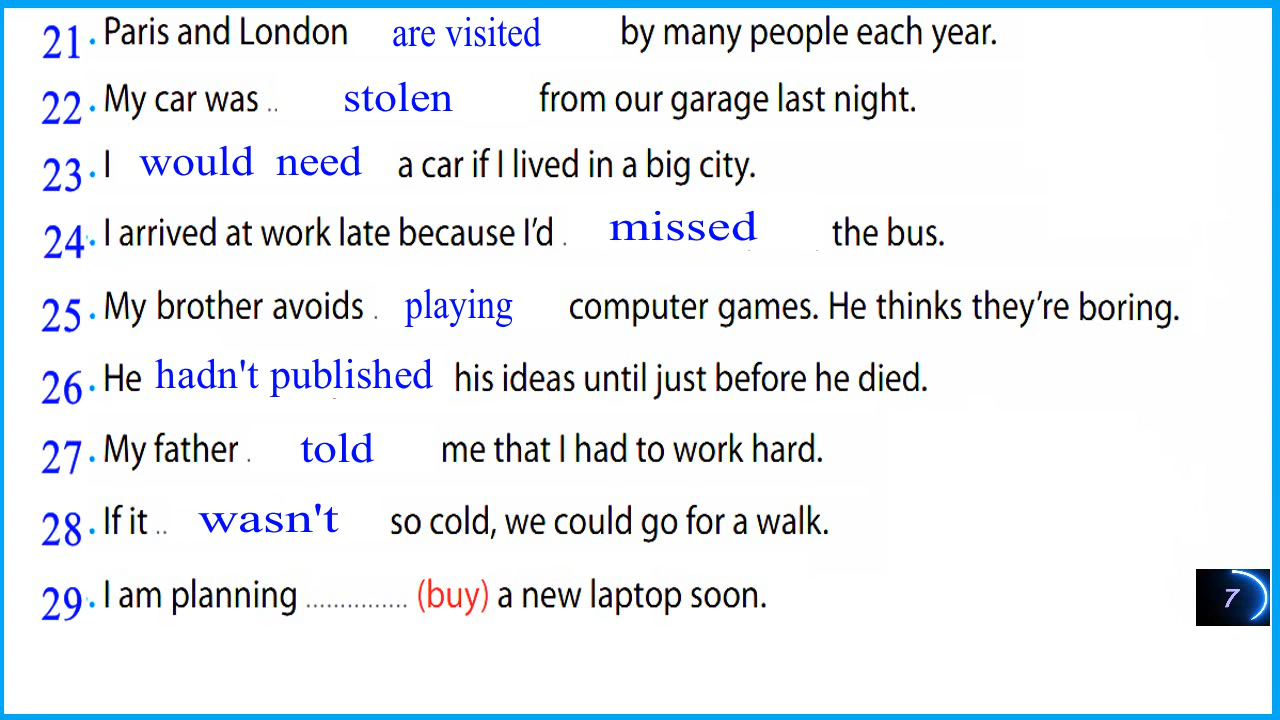 21. Paris and London are visited by many people each year.
22. My car was .. stolen from our garage last night.
23. I would need a car if I lived in a big city.
24. I arrived at work late because I'd . missed the bus.
25. My brother avoids . playing computer games. He thinks they're boring.
26. He hadn't published his ideas until just before he died.
27. My father . told me that I had to work hard.
28. If it .. wasn't so cold, we could go for a walk.
29. I am planning ............... (buy) a new laptop soon.
7